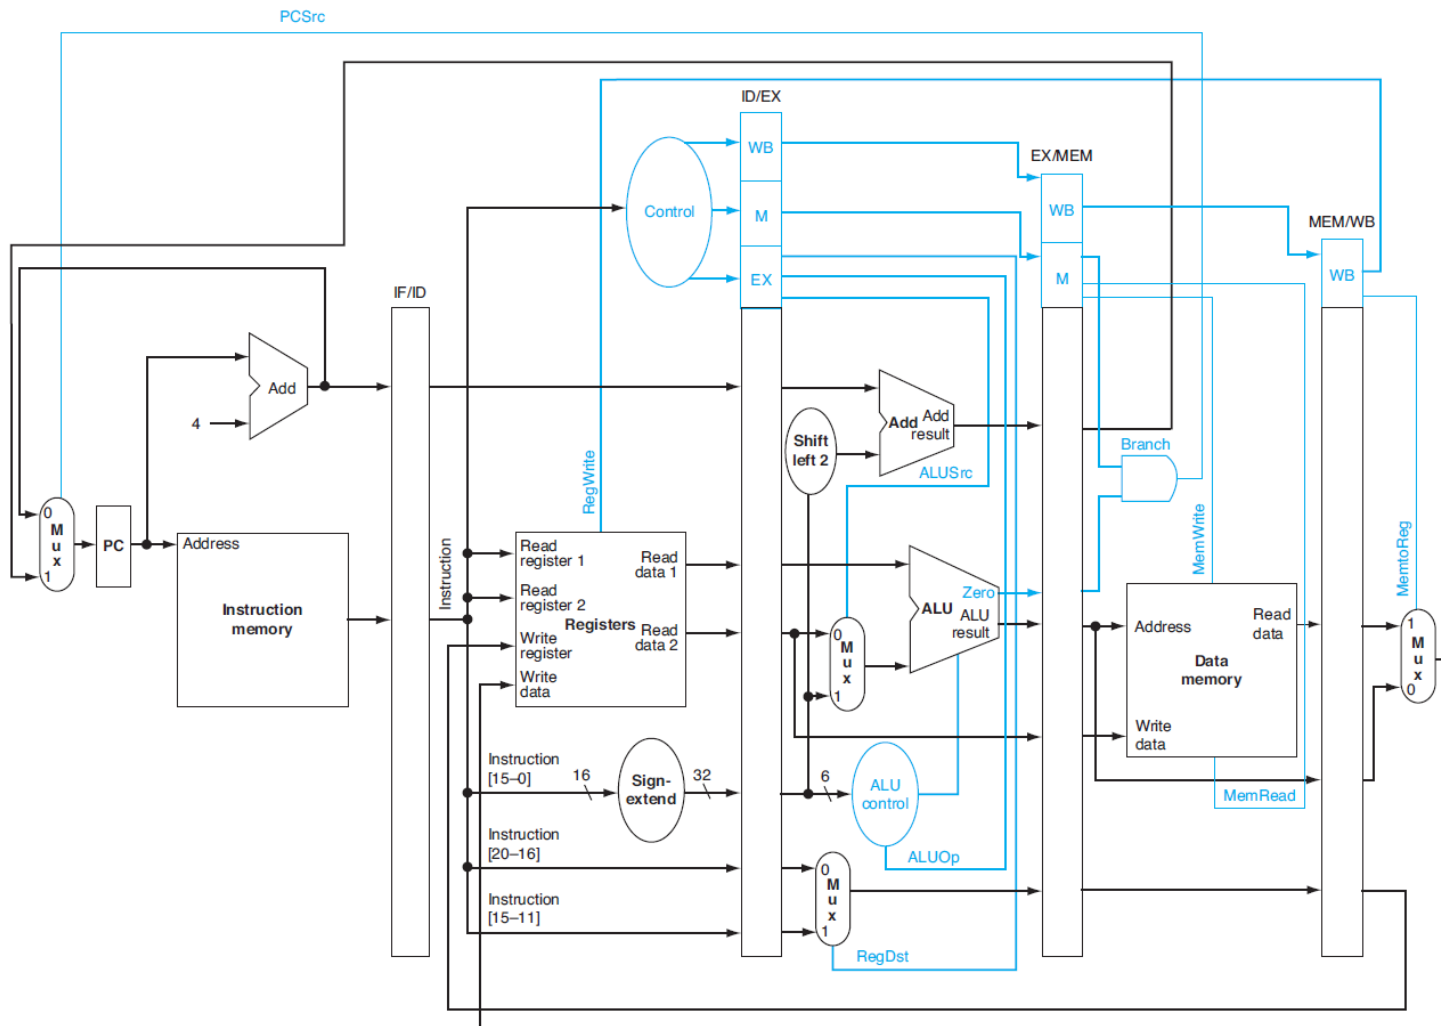 PCSrc
ID/EX
WB
EX/MEM
Control
M
WB
MEM/WB
EX
M
WB
IF/ID
Add
4
Shift
left 2
Add
Add
result
ALUSrc
Branch
RegWrite
MemWrite
MemtoReg
0
M
u
x
1
PC
Address
Instruction
memory
Instruction
Read
register 1
Read
register 2
Write
register
Write
data
Registers
Read
data 1
Read
data 2
0
M
u
x
1
ALU
Zero
ALU
result
Address
Read
data
Data
memory
Write
data
1
M
u
x
0
MemRead
Instruction
[15–0]
16
Sign-
extend
32
6
ALU
control
ALUOp
Instruction
[20–16]
Instruction
[15–11]
0
M
u
x
1
RegDst